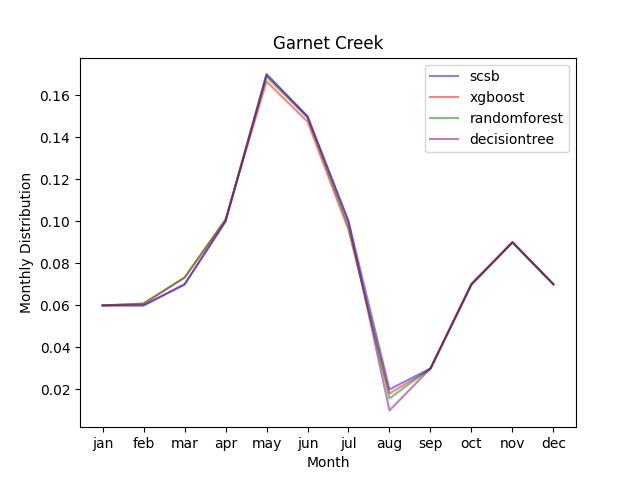 Garnet Creek
scsb
xgboost
randomforest
decisiontree
Monthly Distribution
0.16
0.14
0.12
0.10
0.08
0.06
0.04
0.02
jan feb mar apr may jun jul aug sep oct nov dec
Month